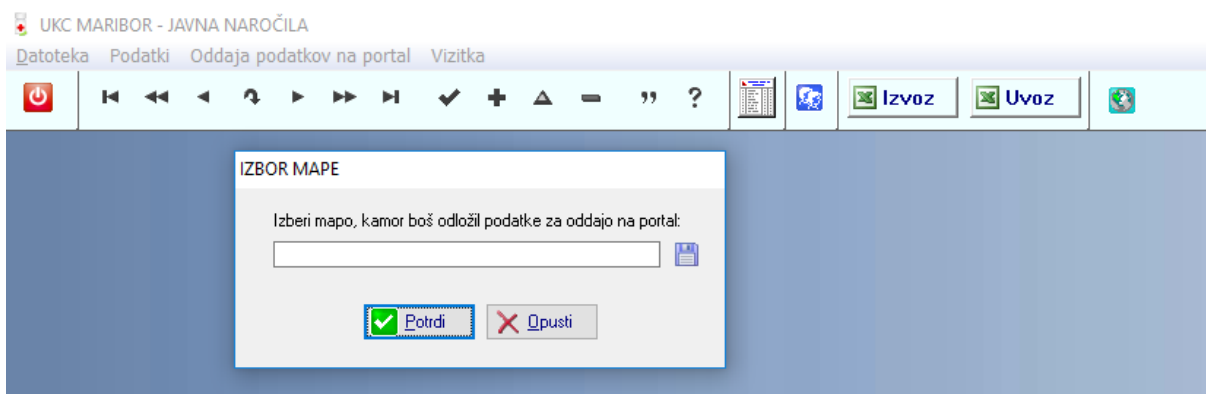 UKC MARIBOR - JAVNA NAROČILA
Datoteka Podatki Oddaja podatkov na portal Vizitka
" ? Izvoz Uvoz
IZBOR MAPE
Izberi mapo, kamor boš odložil podatke za oddajo na portal:
Potrdi Opusti